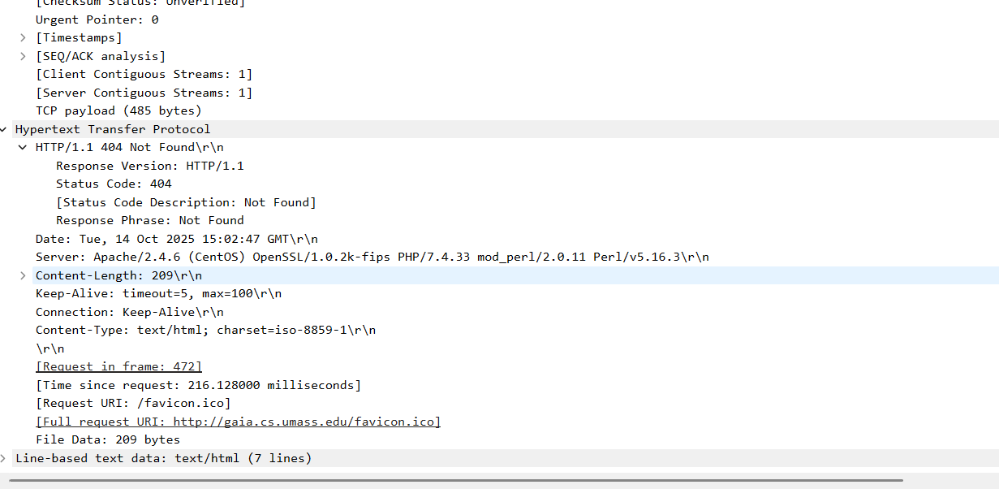 [Checksum Status: Unverified]
Urgent Pointer: 0
[Timestamps]
[SEQ/ACK analysis]
[Client Contiguous Streams: 1]
[Server Contiguous Streams: 1]
TCP payload (485 bytes)
Hypertext Transfer Protocol
HTTP/1.1 404 Not Found\r\n
Response Version: HTTP/1.1
Status Code: 404
[Status Code Description: Not Found]
Response Phrase: Not Found
Date: Tue, 14 Oct 2025 15:02:47 GMT\r\n
Server: Apache/2.4.6 (CentOS) OpenSSL/1.0.2k-fips PHP/7.4.33 mod_perl/2.0.11 Perl/v5.16.3\r\n
Content-Length: 209\r\n
Keep-Alive: timeout=5, max=100\r\n
Connection: Keep-Alive\r\n
Content-Type: text/html; charset=iso-8859-1\r\n
\r\n
[Request in frame: 472]
[Time since request: 216.128000 milliseconds]
[Request URI: /favicon.ico]
[Full request URI: http://gaia.cs.umass.edu/favicon.ico]
File Data: 209 bytes
Line-based text data: text/html (7 lines)